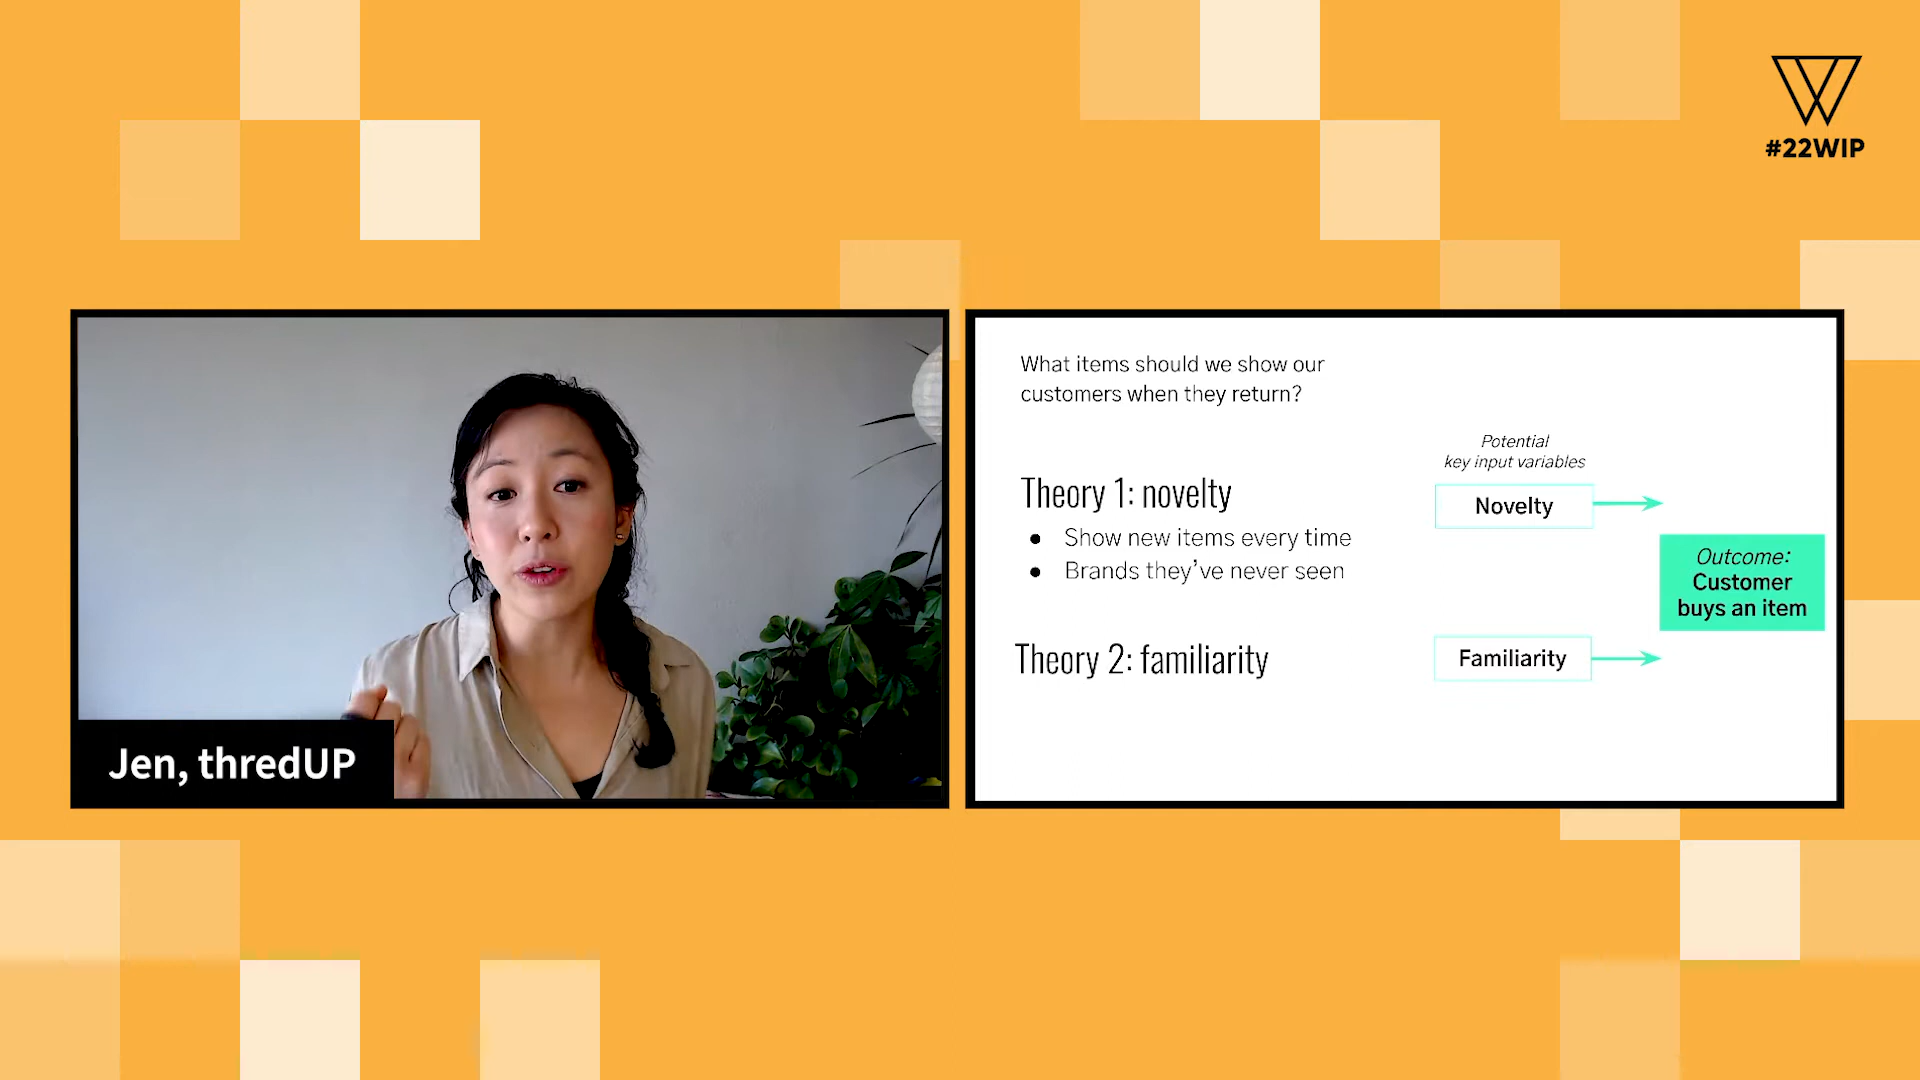 #22WIP
Jen, thredUP
What items should we show our
customers when they return?
Theory 1: novelty
● Show new items every time
● Brands they've never seen
Theory 2: familiarity
Potential
key input variables
Novelty
Familiarity
Outcome:
Customer
buys an item